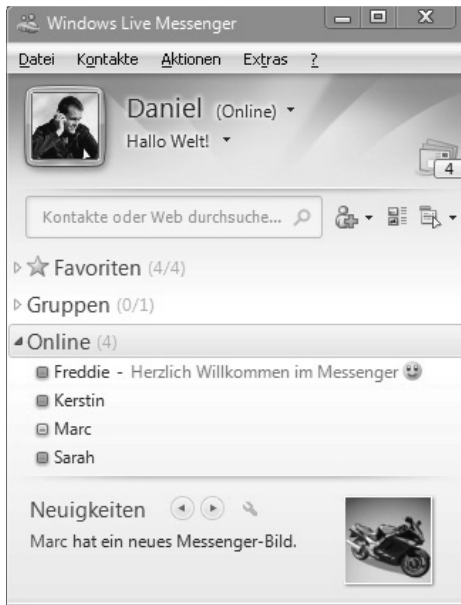 Windows Live Messenger
Datei Kontakte Aktionen Extras ?
Daniel (Online)
Hallo Welt!
4
Kontakte oder Web durchsuche...
Favoriten (4/4)
Gruppen (0/1)
Online (4)
Freddie - Herzlich Willkommen im Messenger
Kerstin
Marc
Sarah
Neuigkeiten
Marc hat ein neues Messenger-Bild.